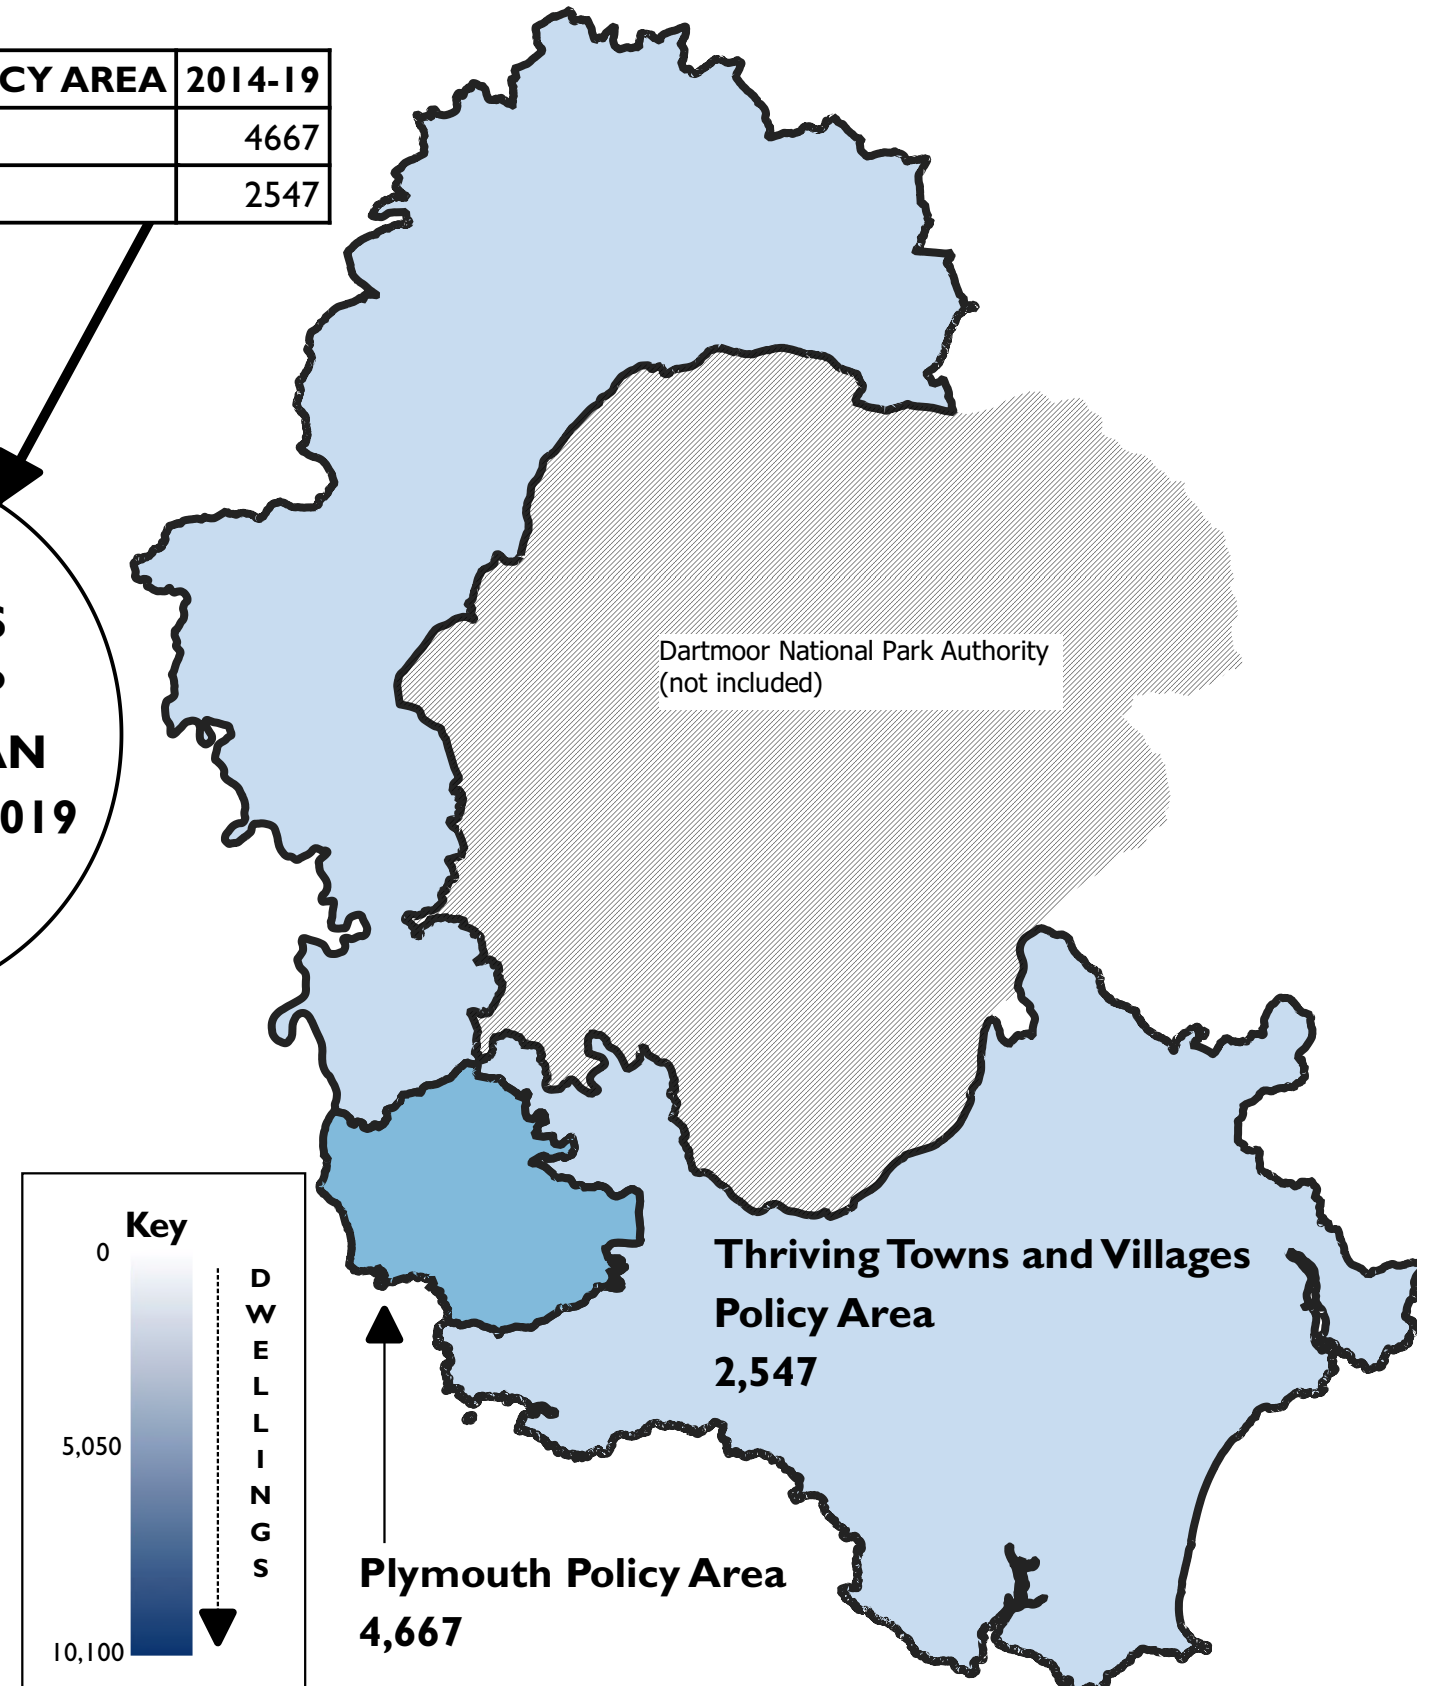 CY AREA 2014-19
4667
2547
S
AN
019
Dartmoor National Park Authority
(not included)
Thriving Towns and Villages
Policy Area
2,547
Key
0
5,050
10,100
D
W
E
L
L
I
N
G
S
Plymouth Policy Area
4,667